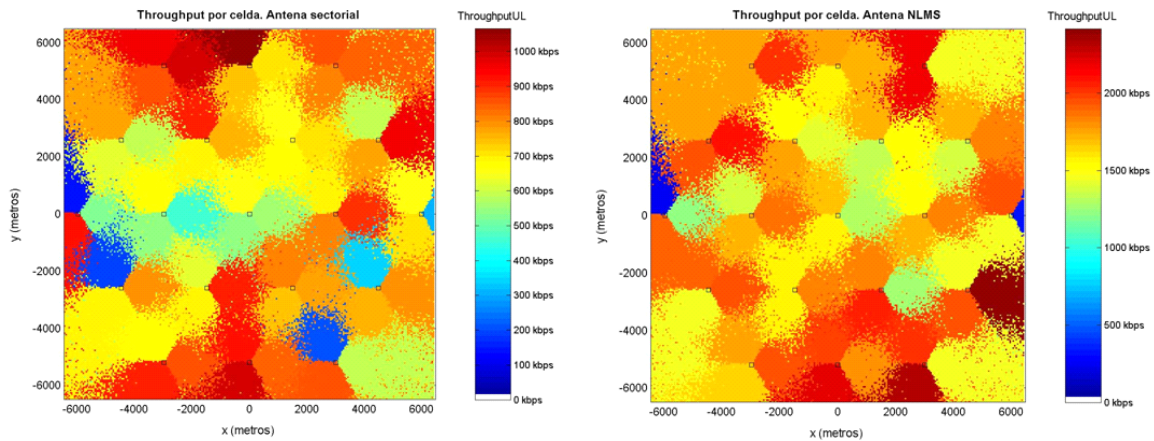 Throughput por celda. Antena sectorial
ThroughputUL
6000
4000
2000
0
-2000
-4000
-6000
y (metros)
-6000 -4000 -2000 0 2000 4000 6000
x (metros)
1000 kbps
900 kbps
800 kbps
700 kbps
600 kbps
500 kbps
400 kbps
300 kbps
200 kbps
100 kbps
0 kbps
Throughput por celda. Antena NLMS
ThroughputUL
6000
4000
2000
0
-2000
-4000
-6000
y (metros)
-6000 -4000 -2000 0 2000 4000 6000
x (metros)
2000 kbps
1500 kbps
1000 kbps
500 kbps
0 kbps